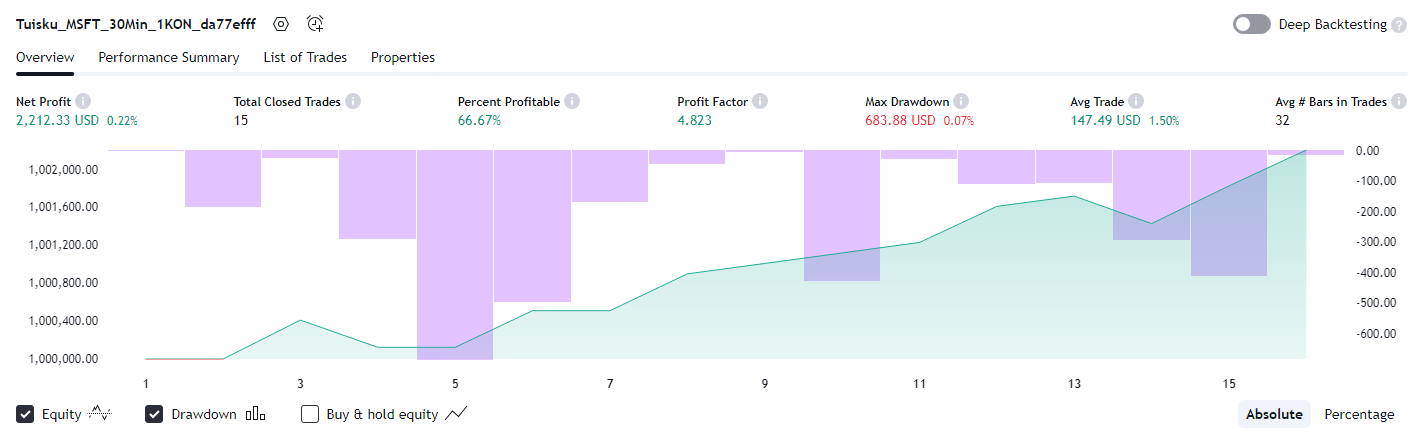 Tuisku_MSFT_30Min_1KON_da77efff
Deep Backtesting
Overview Performance Summary List of Trades Properties
Net Profit Total Closed Trades Percent Profitable Profit Factor Max Drawdown Avg Trade Avg # Bars in Trades
2,212.33 USD 0.22% 15 66.67% 4.823 683.88 USD 0.07% 147.49 USD 1.50% 32
0.00
1,002,000.00
-100.00
1,001,600.00
-200.00
1,001,200.00
-300.00
-400.00
1,000,800.00
-500.00
1,000,400.00
-600.00
1,000,000.00
1 3 5 7 9 11 13 15
Equity Drawdown Buy & hold equity Absolute Percentage